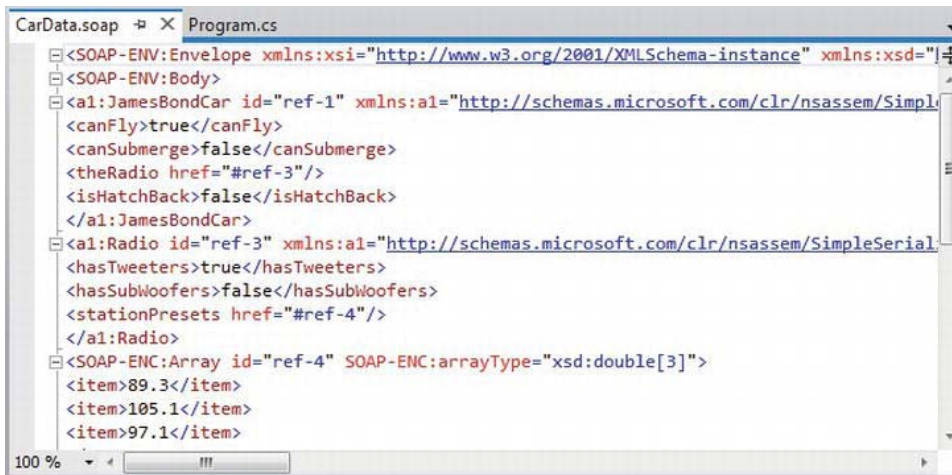 CarData.soap Program.cs
<SOAP-ENV:Envelope xmlns:xsi="http://www.w3.org/2001/XMLSchema-instance" xmlns:xsd="
<SOAP-ENV:Body>
<a1:JamesBondCar id="ref-1" xmlns:a1="http://schemas.microsoft.com/clr/nsassem/Simpl
<canFly>true</canFly>
<canSubmerge>false</canSubmerge>
<theRadio href="#ref-3"/>
<isHatchBack>false</isHatchBack>
</a1:JamesBondCar>
<a1:Radio id="ref-3" xmlns:a1="http://schemas.microsoft.com/clr/nsassem/SimpleSerial
<hasTweeters>true</hasTweeters>
<hasSubWoofers>false</hasSubWoofers>
<stationPresets href="#ref-4"/>
</a1:Radio>
<SOAP-ENC:Array id="ref-4" SOAP-ENC:arrayType="xsd:double[3]">
<item>89.3</item>
<item>105.1</item>
<item>97.1</item>
100 %